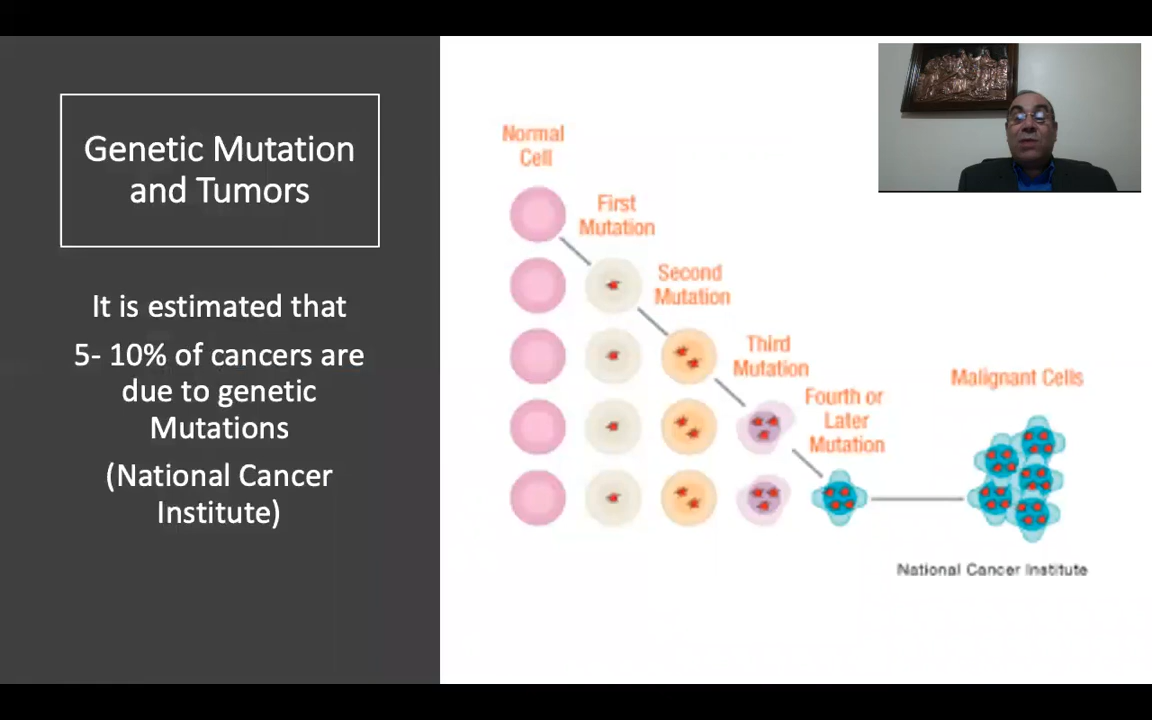 Genetic Mutation
and Tumors
It is estimated that
5- 10% of cancers are
due to genetic
Mutations
(National Cancer
Institute)
Normal
Cell
First
Mutation
Second
Mutation
Third
Mutation
Fourth or
Later
Mutation
Malignant Cells
National Cancer Institute